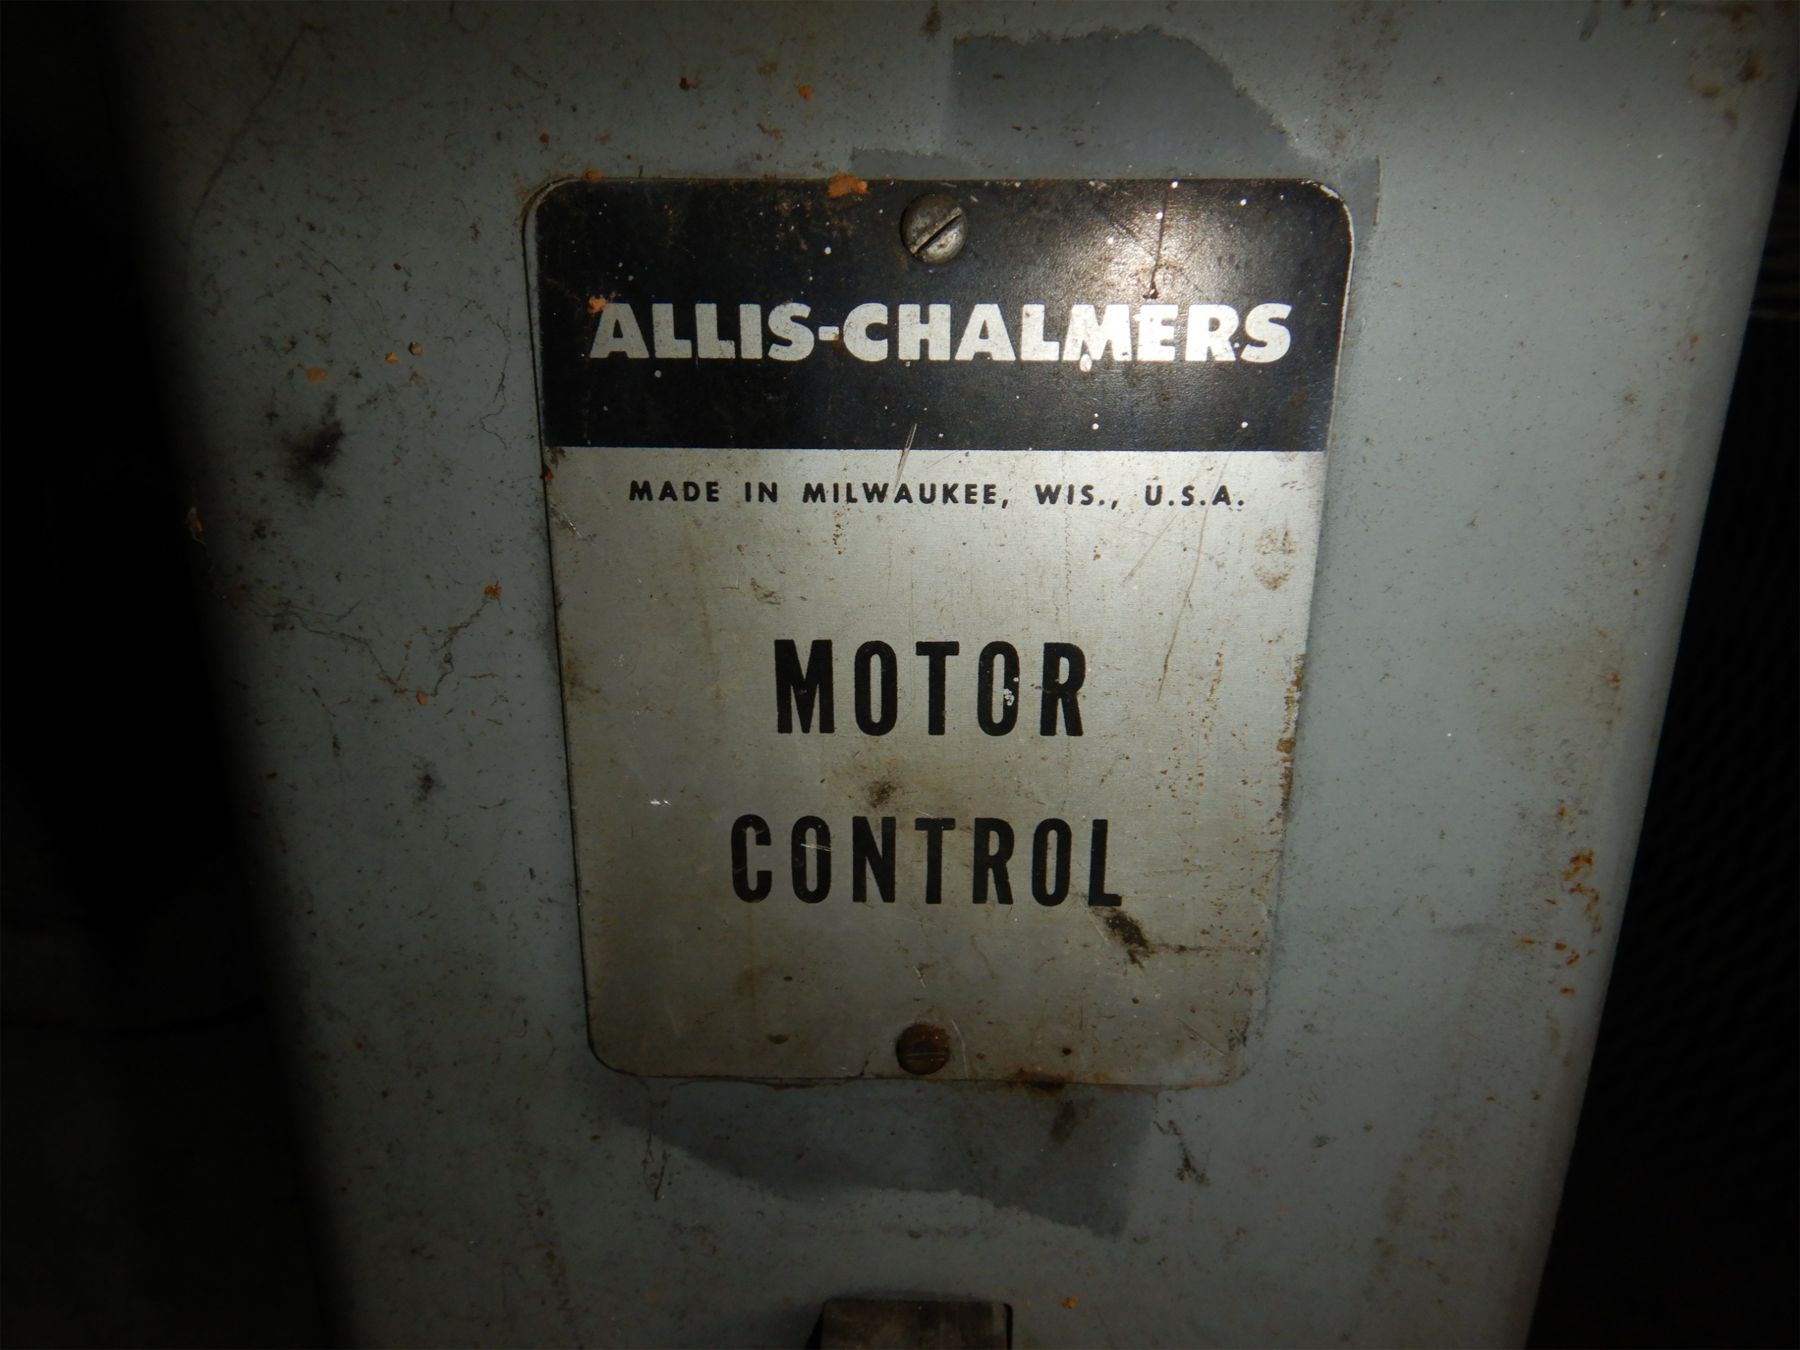 ALLIS-CHALMERS
MADE IN MILWAUKEE, WIS., U.S.A.
MOTOR
CONTROL